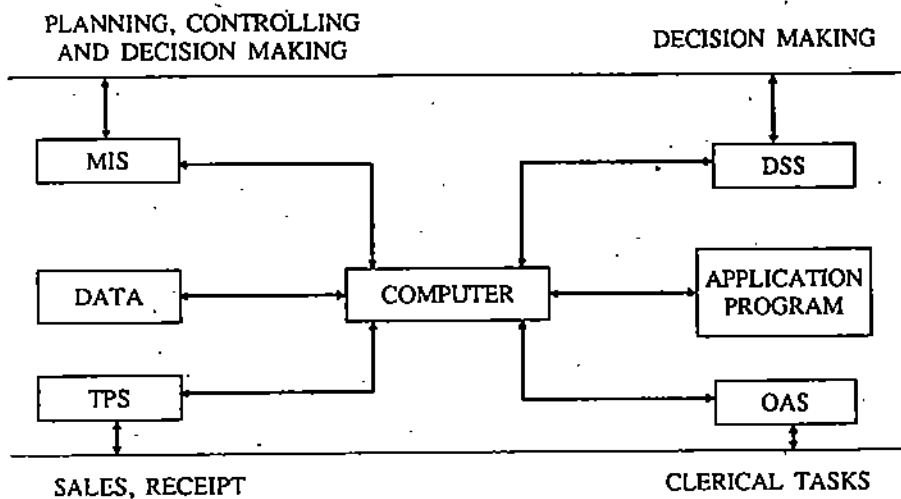 PLANNING, CONTROLLING
AND DECISION MAKING
DECISION MAKING
MIS
DSS
DATA
COMPUTER
APPLICATION
PROGRAM
TPS
OAS
SALES, RECEIPT
CLERICAL TASKS